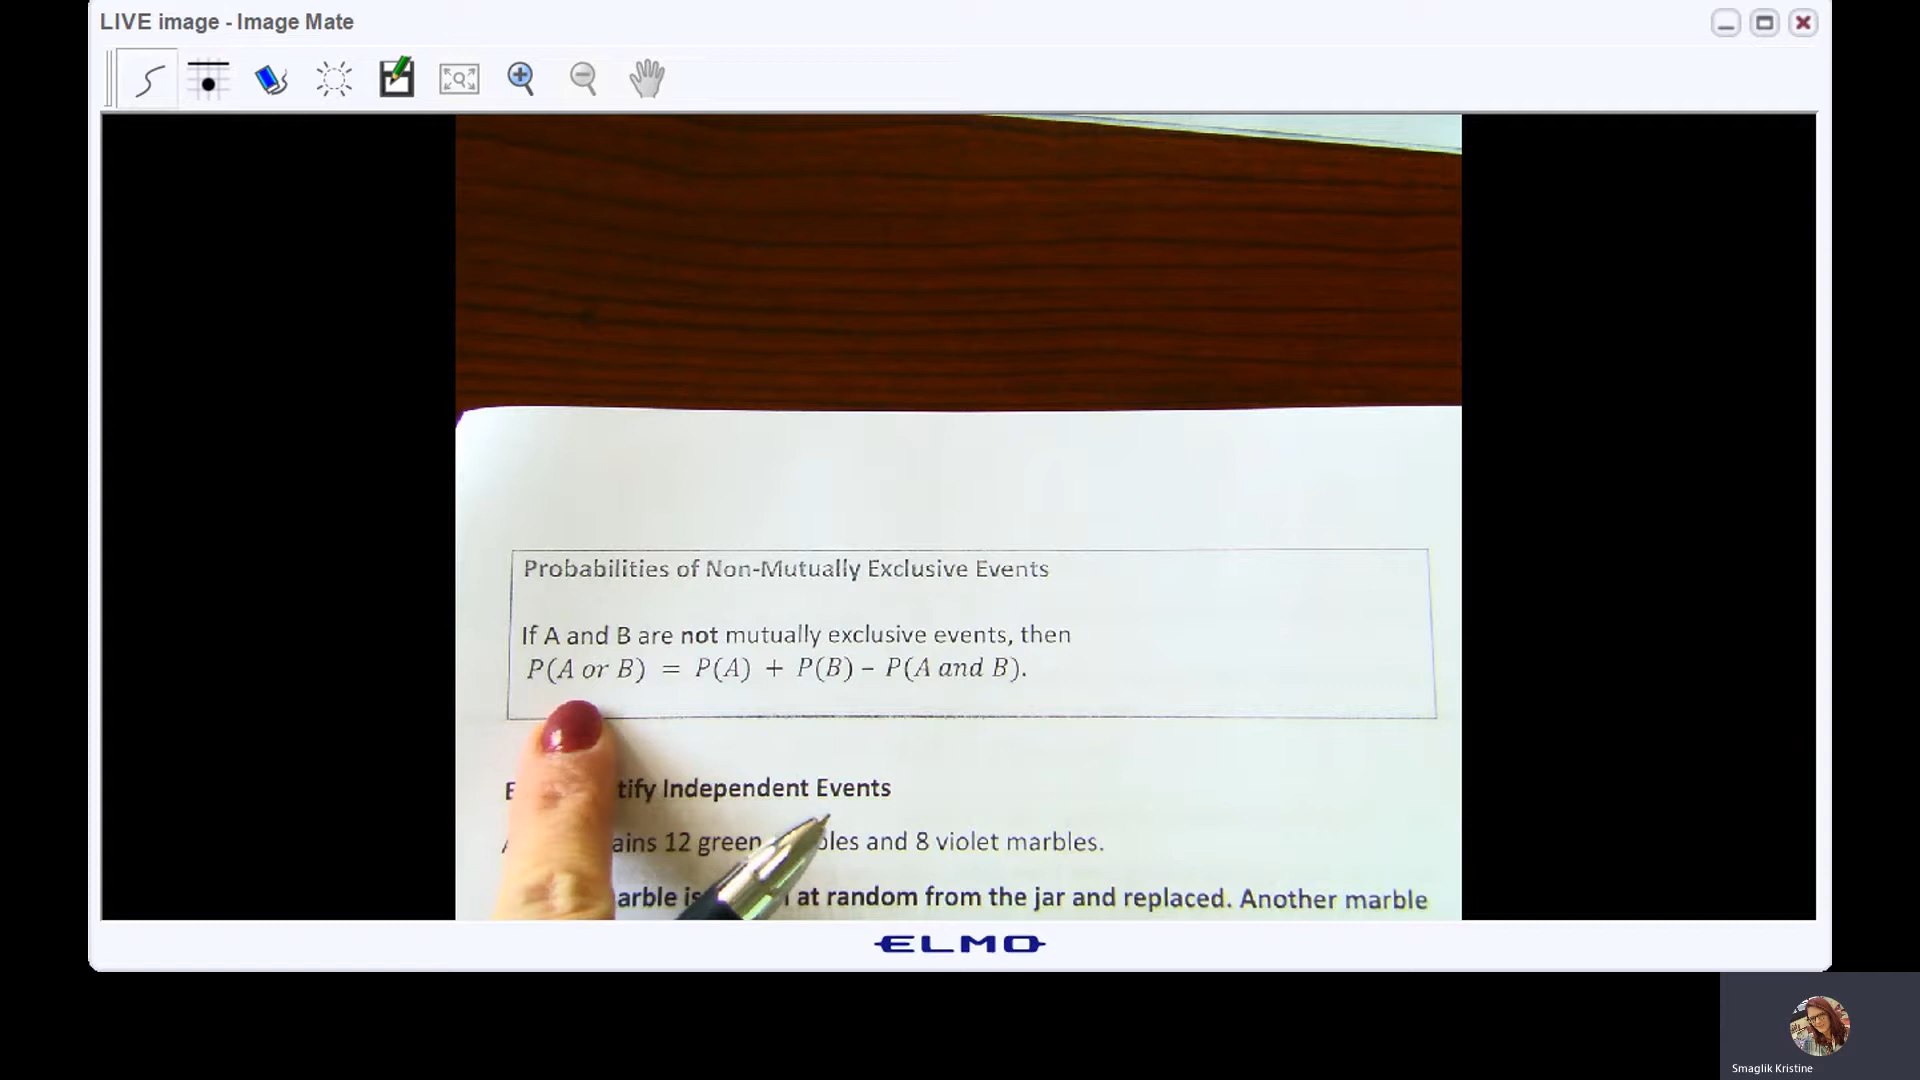 LIVE image - Image Mate
Probabilities of Non-Mutually Exclusive Events
If A and B are not mutually exclusive events, then
P(A or B) = P(A) + P(B) – P(A and B).
tify Independent Events
ains 12 green bles and 8 violet marbles.
arble is at random from the jar and replaced. Another marble
ELMO
Smaglik Kristine